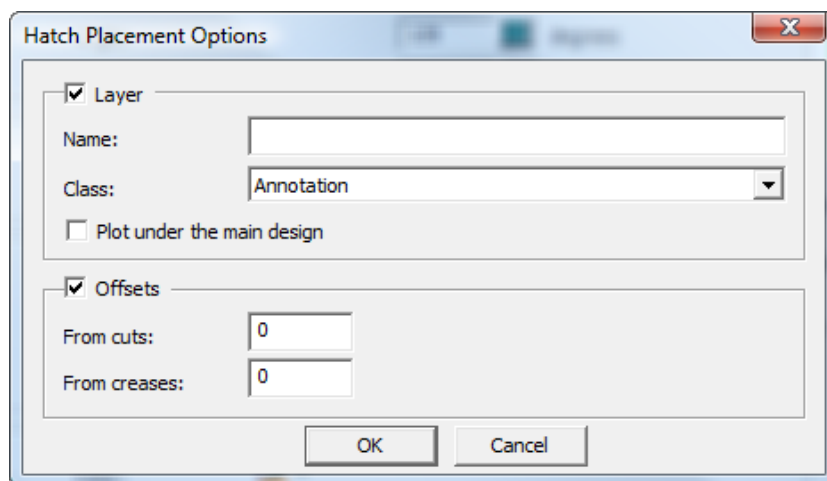 Hatch Placement Options
Layer
Name:
Class: Annotation
Plot under the main design
Offsets
From cuts: 0
From creases: 0
OK Cancel